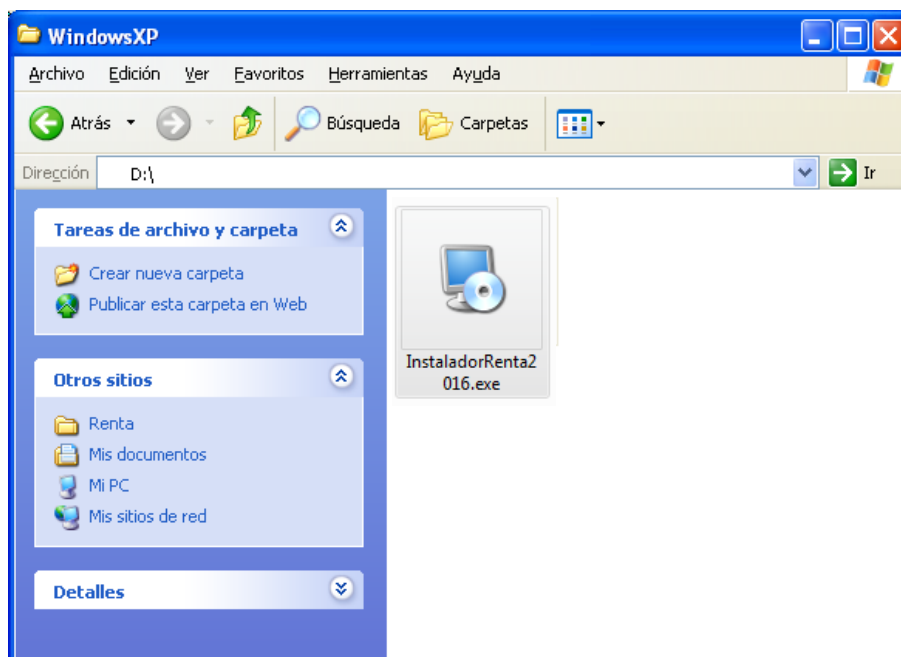 WindowsXP
Archivo Edición Ver Favoritos Herramientas Ayuda
Atrás Búsqueda Carpetas
Dirección D:\ Ir
Tareas de archivo y carpeta
Crear nueva carpeta
Publicar esta carpeta en Web
Otros sitios
Renta
Mis documentos
Mi PC
Mis sitios de red
Detalles
InstaladorRenta2
016.exe